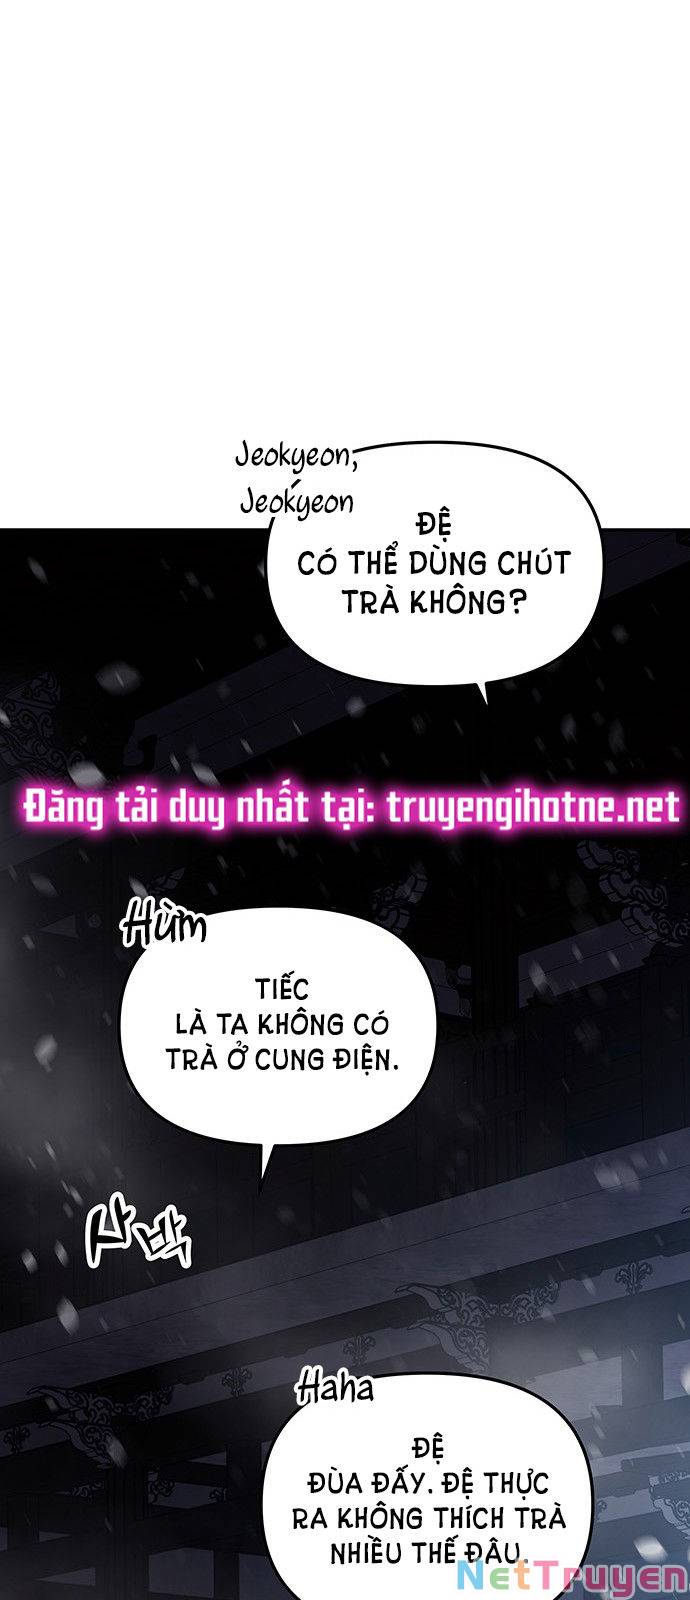 Jeokyeon,
Jeokyeon
ĐỆ
CÓ THỂ DÙNG CHÚT
TRÀ KHÔNG?
Đăng tải duy nhất tại: truyengihotne.net
Hừm
TIẾC
LÀ TA KHÔNG CÓ
TRÀ Ở CUNG ĐIỆN.
사박
Haha
ĐỆ
ĐÙA ĐẤY. ĐỆ THỰC
RA KHÔNG THÍCH TRÀ
NHIỀU THẾ ĐÂU.
NetTruyen